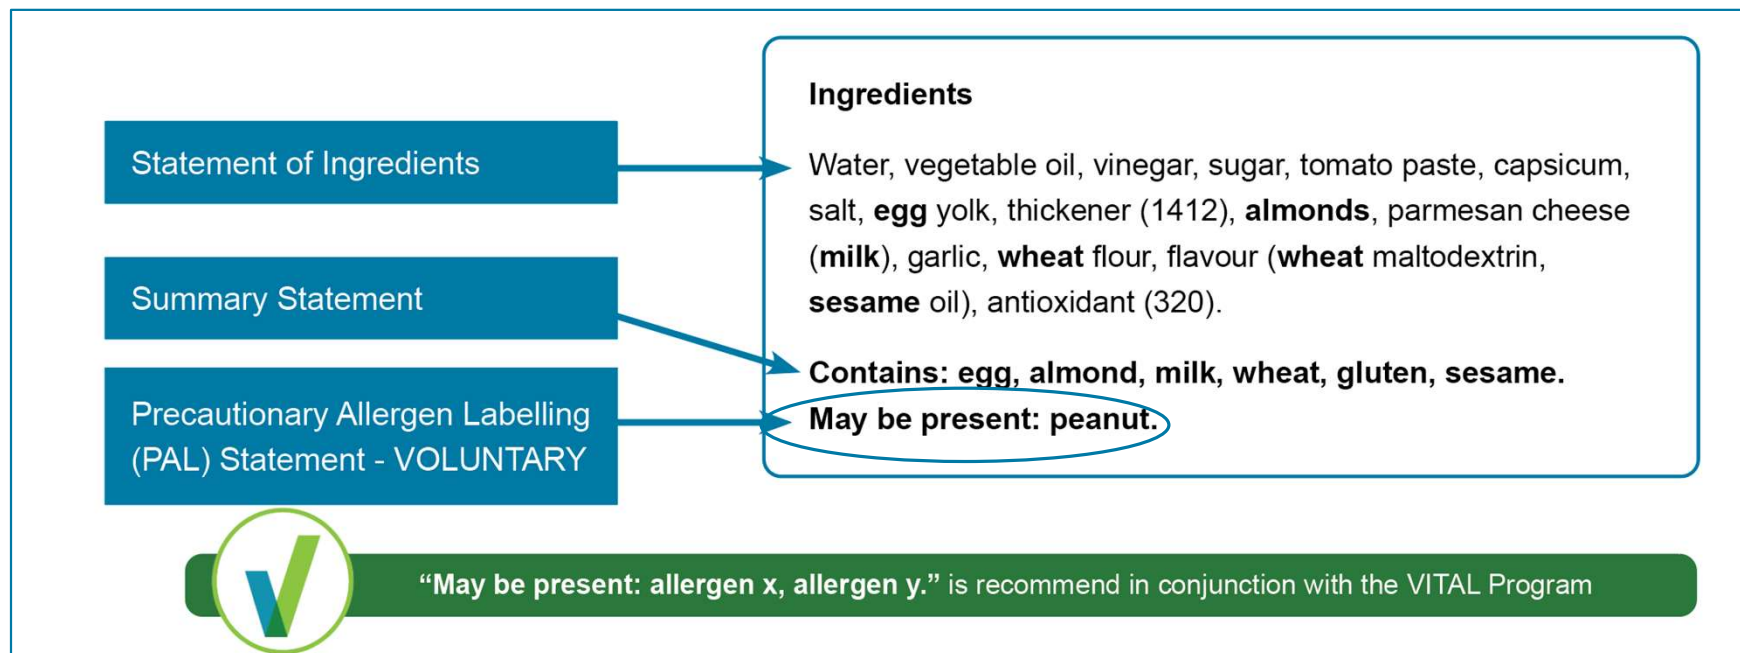 Statement of Ingredients
Summary Statement
Precautionary Allergen Labelling
(PAL) Statement - VOLUNTARY
Ingredients
Water, vegetable oil, vinegar, sugar, tomato paste, capsicum,
salt, egg yolk, thickener (1412), almonds, parmesan cheese
(milk), garlic, wheat flour, flavour (wheat maltodextrin,
sesame oil), antioxidant (320).
Contains: egg, almond, milk, wheat, gluten, sesame.
May be present: peanut.
“May be present: allergen x, allergen y.” is recommend in conjunction with the VITAL Program